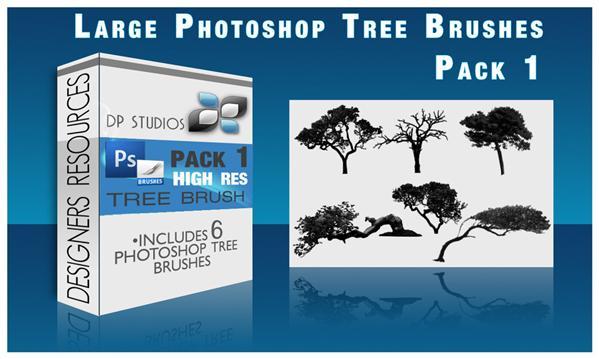 Large Photoshop Tree Brushes
Pack 1
DESIGNERS RESOURCES
DP STUDIOS
Ps
BRUSHES
PACK 1
HIGH RES
TREE BRUSH
•INCLUDES 6
PHOTOSHOP TREE
BRUSHES